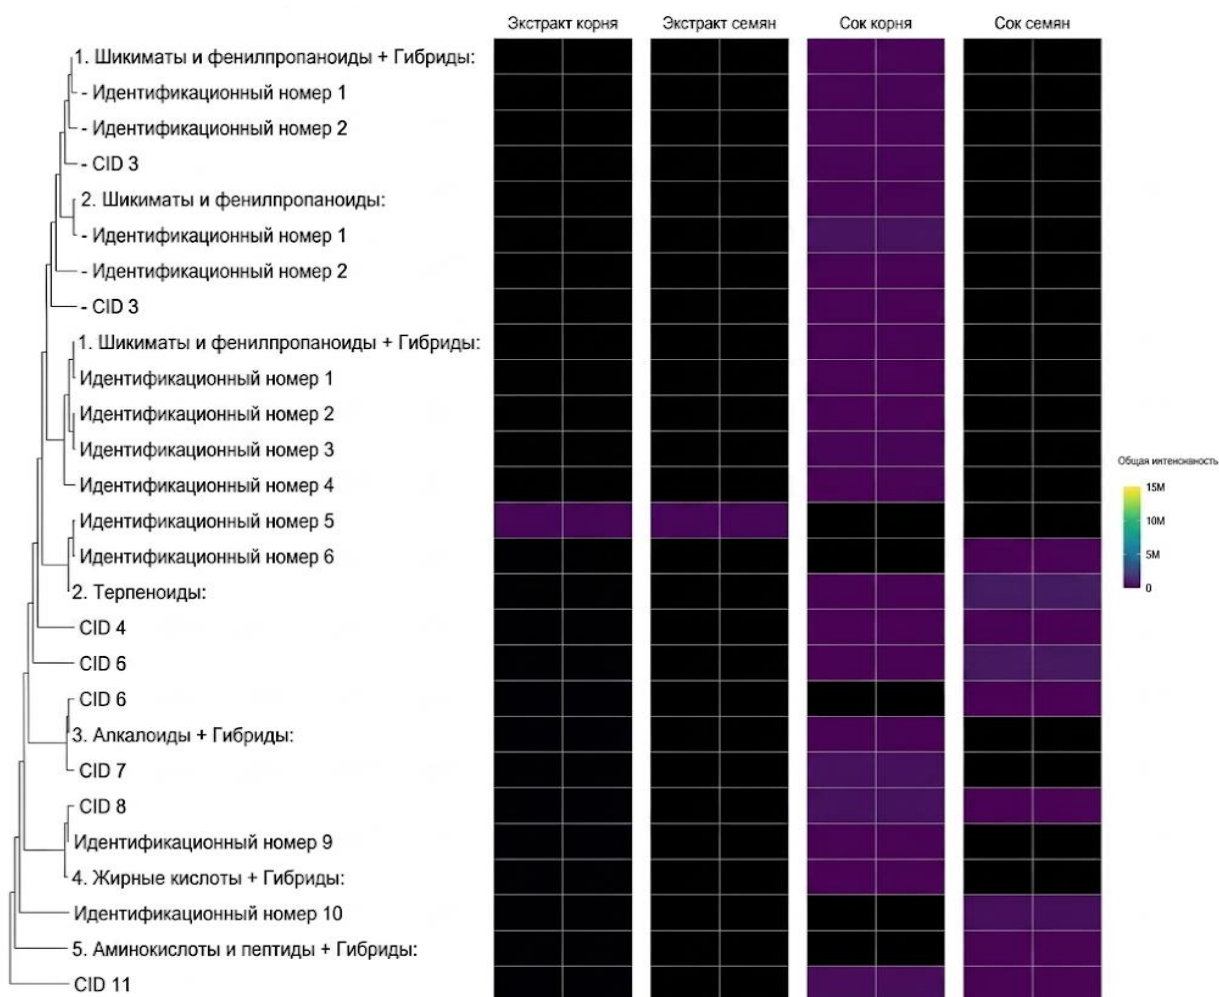 Экстракт корня
Экстракт семян
Сок корня
Сок семян
1. Шикиматы и фенилпропаноиды + Гибриды:
- Идентификационный номер 1
- Идентификационный номер 2
- CID 3
2. Шикиматы и фенилпропаноиды:
- Идентификационный номер 1
- Идентификационный номер 2
- CID 3
1. Шикиматы и фенилпропаноиды + Гибриды:
Идентификационный номер 1
Идентификационный номер 2
Идентификационный номер 3
Идентификационный номер 4
Идентификационный номер 5
Идентификационный номер 6
2. Терпеноиды:
CID 4
CID 6
CID 6
3. Алкалоиды + Гибриды:
CID 7
CID 8
Идентификационный номер 9
4. Жирные кислоты + Гибриды:
Идентификационный номер 10
5. Аминокислоты и пептиды + Гибриды:
CID 11
Общая интенсивность
15M
10M
5M
0